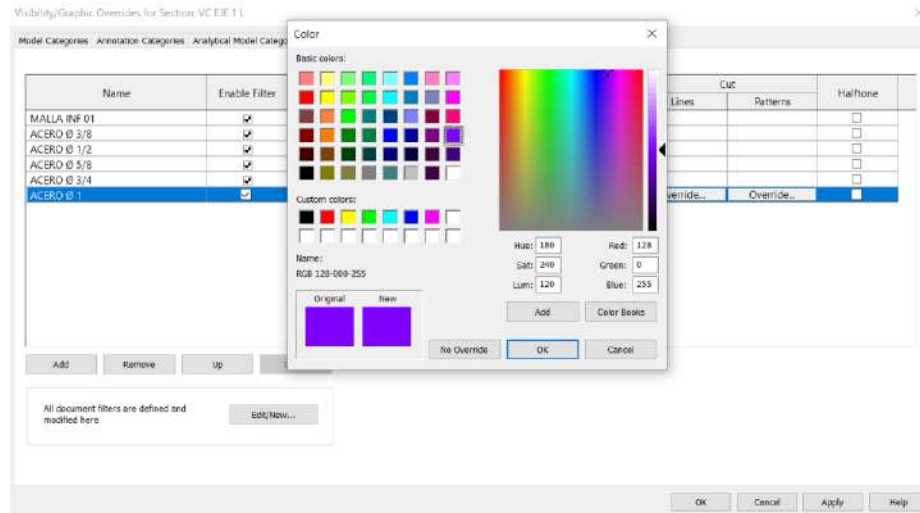 Visibility/Graphic Overrides for Section: VC EJE 1 L
Model Categories Annotation Categories Analytical Model Catego
Name Enable Filter
Cut
Lines Patterns Halftone
MALLA INF 01
ACERO Ø 3/8
ACERO Ø 1/2
ACERO Ø 5/8
ACERO Ø 3/4
ACERO Ø 1
verride... Override...
Add Remove Up
All document filters are defined and
modified here
Edit/New...
OK Cancel Apply Help
Color
Basic colors:
Custom colors:
Name:
RGB 128-000-255
Original New
Hue: 180 Red: 128
Sat: 240 Green: 0
Lum: 120 Blue: 255
Add Color Books
No Override OK Cancel